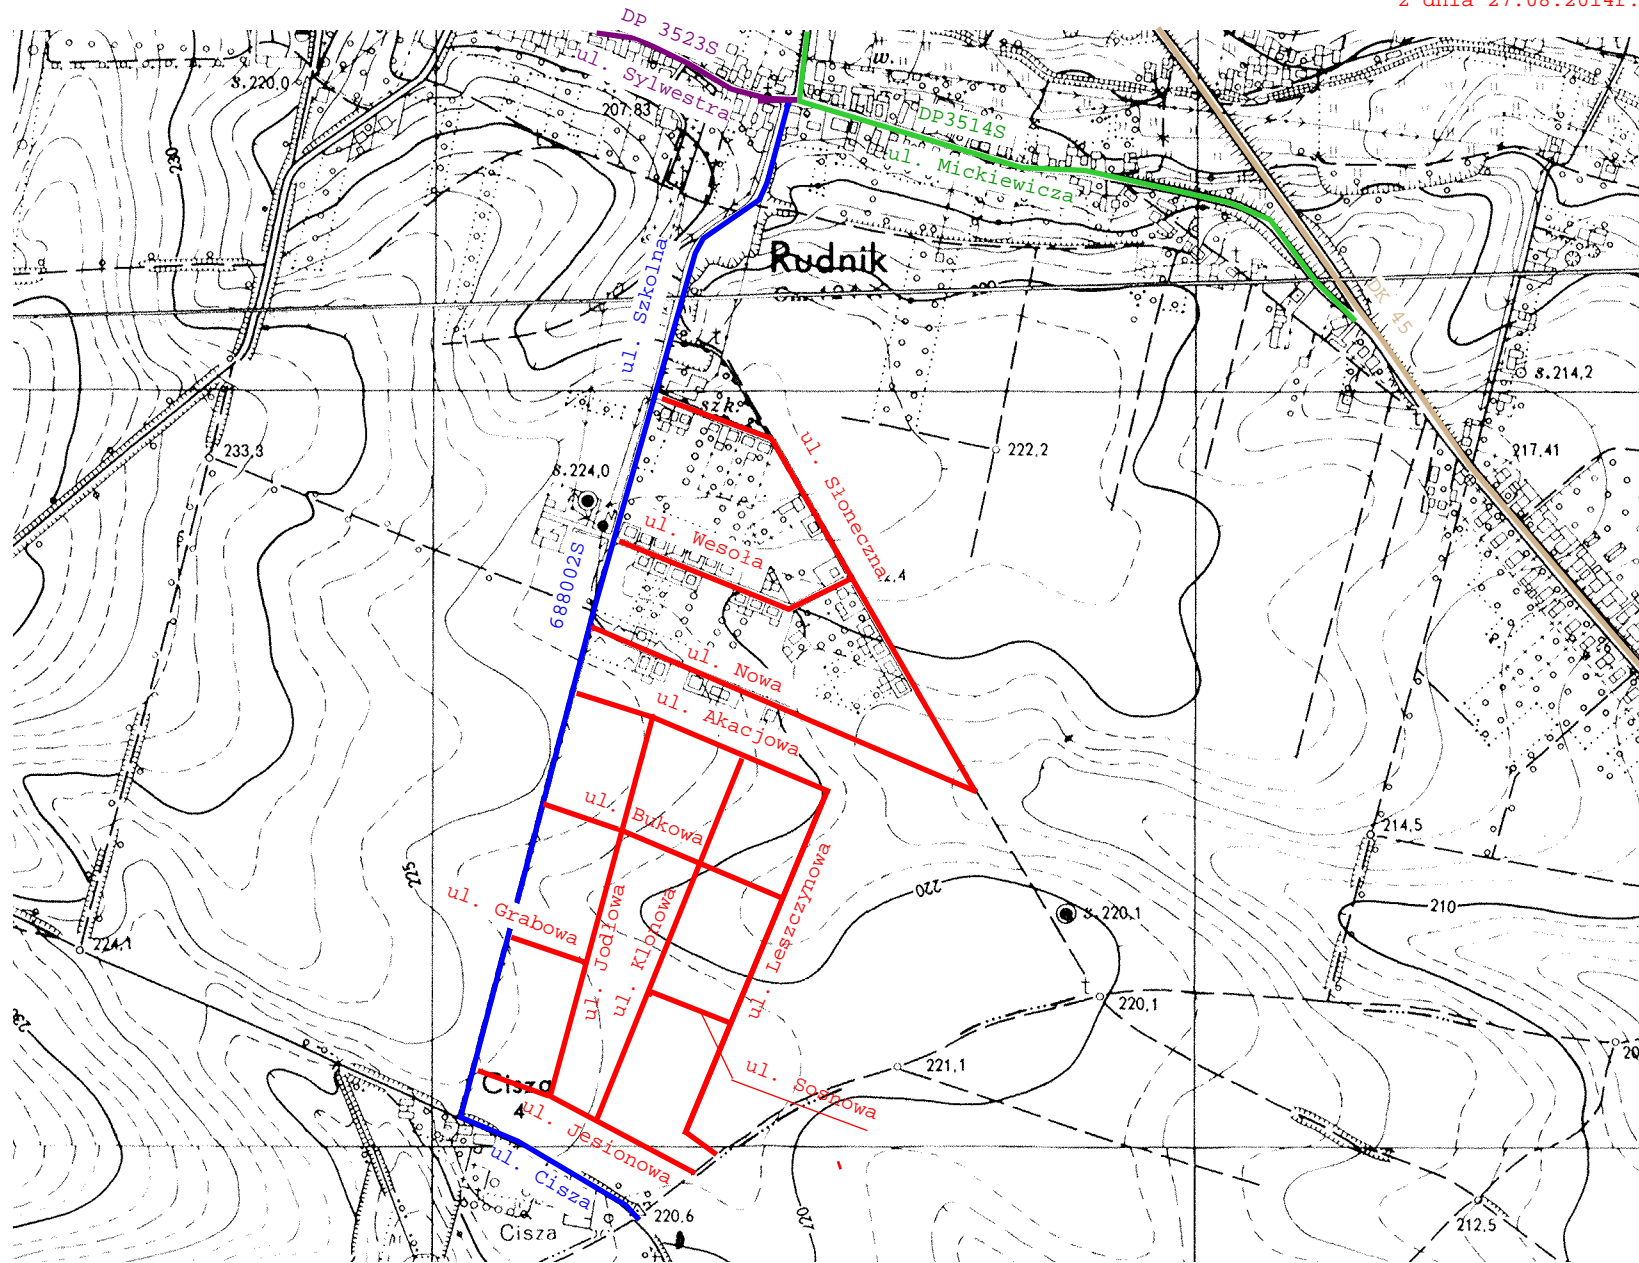 z dnia 27.08.2014r.
DP 3523S
ul. Sylwestra
w.
s.220,0
207.83
DP3514S
ul. Mickiewicza
230
Rudnik
ul. Szkolna
DK 45
t
s.214,2
szk.
ul. Słoneczna
222,2
217.41
233,3
s.224,0
ul. Wesoła
688002S
ul. Nowa
ul. Akacjowa
ul. Bukowa
214,5
225
ul. Leszczynowa
220
ul. Grabowa
ul. Jodłowa
ul. Klonowa
s.220,1
210
224,1
t
220,1
221,1
ul. Sosnowa
Cisza
4
ul. Jesionowa
ul. Cisza
220,6
220
212,5
Cisza